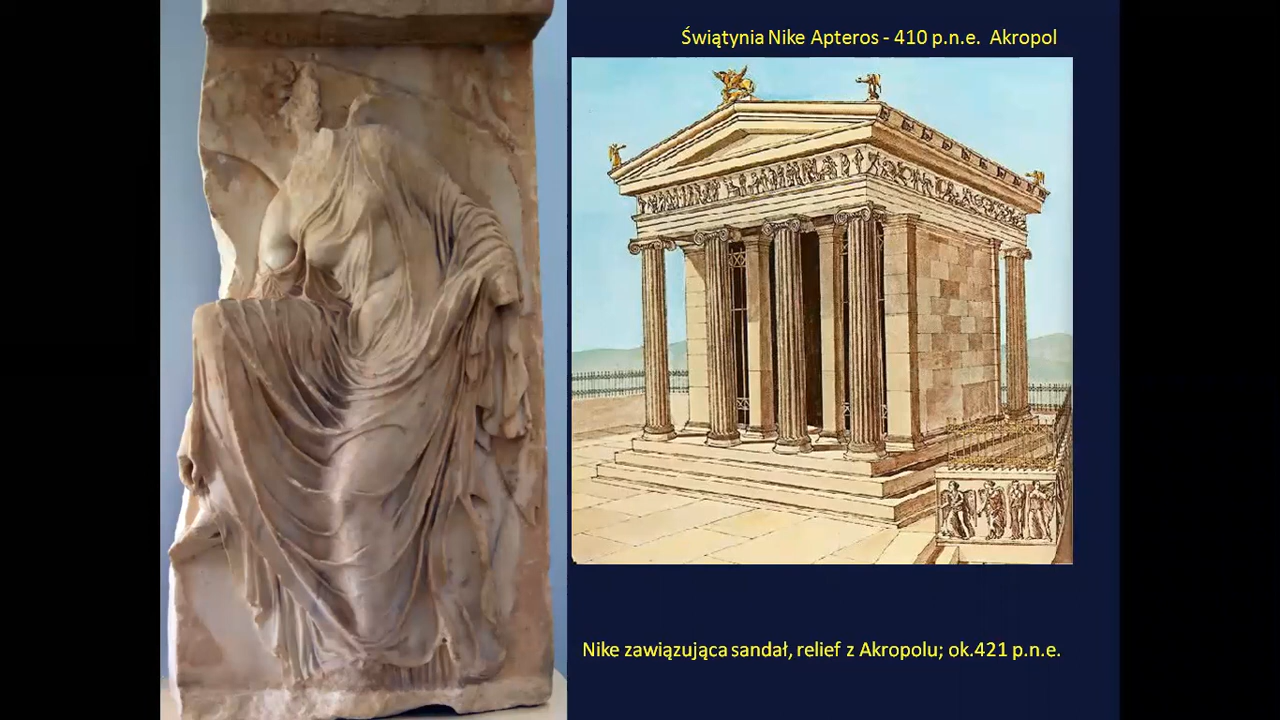 Świątynia Nike Apteros - 410 p.n.e. Akropol
Nike zawiązująca sandał, relief z Akropolu; ok.421 p.n.e.